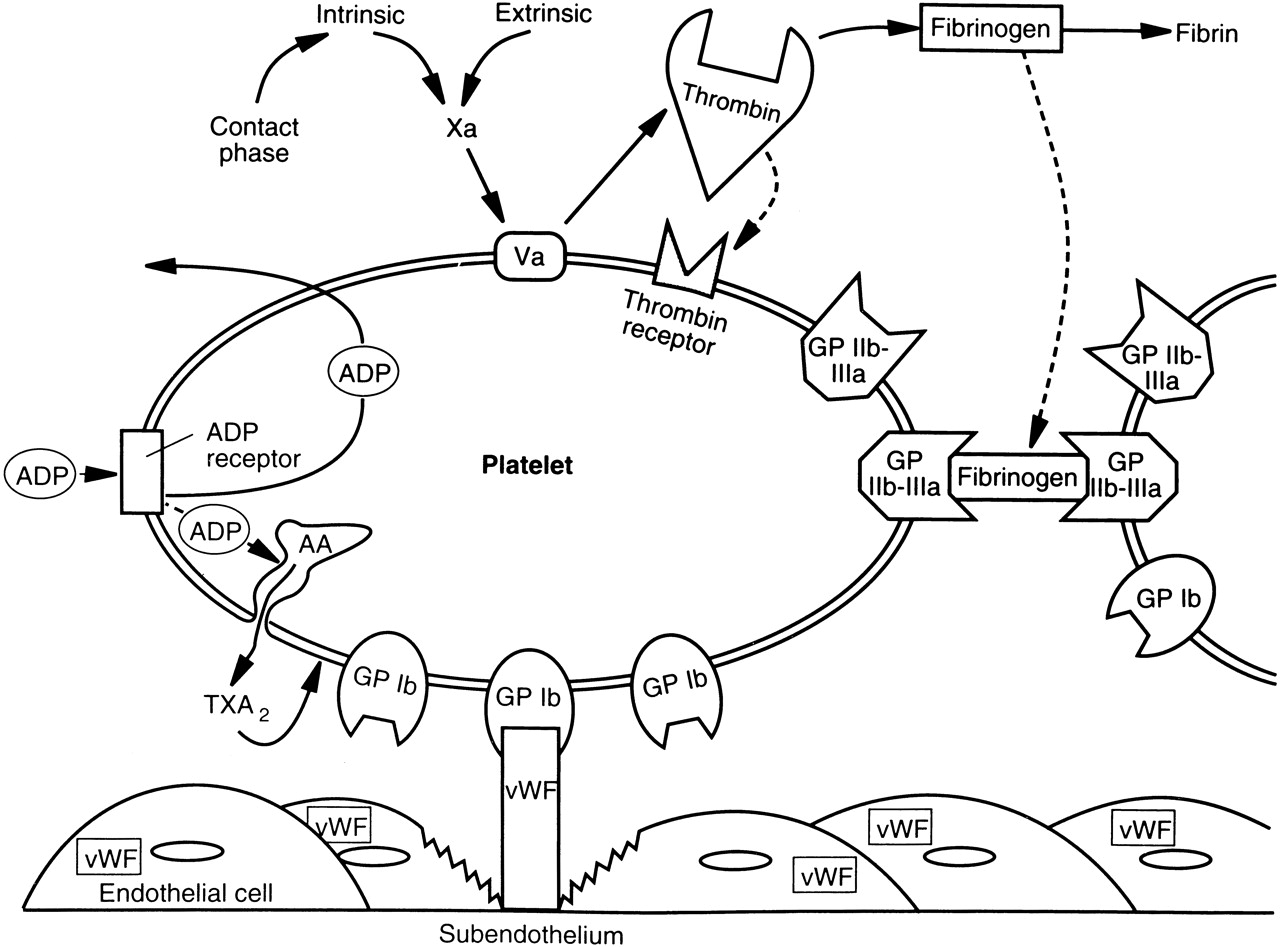 Intrinsic
Extrinsic
Fibrinogen
Fibrin
Thrombin
Contact
phase
Xa
Va
Thrombin
receptor
GP IIb-
IIIa
GP IIb-
IIIa
ADP
ADP
receptor
ADP
Platelet
GP
IIb-IIIa
Fibrinogen
GP
IIb-IIIa
ADP
AA
GP Ib
TXA 2
GP Ib
GP Ib
GP Ib
vWF
vWF
vWF
vWF
vWF
vWF
Endothelial cell
Subendothelium